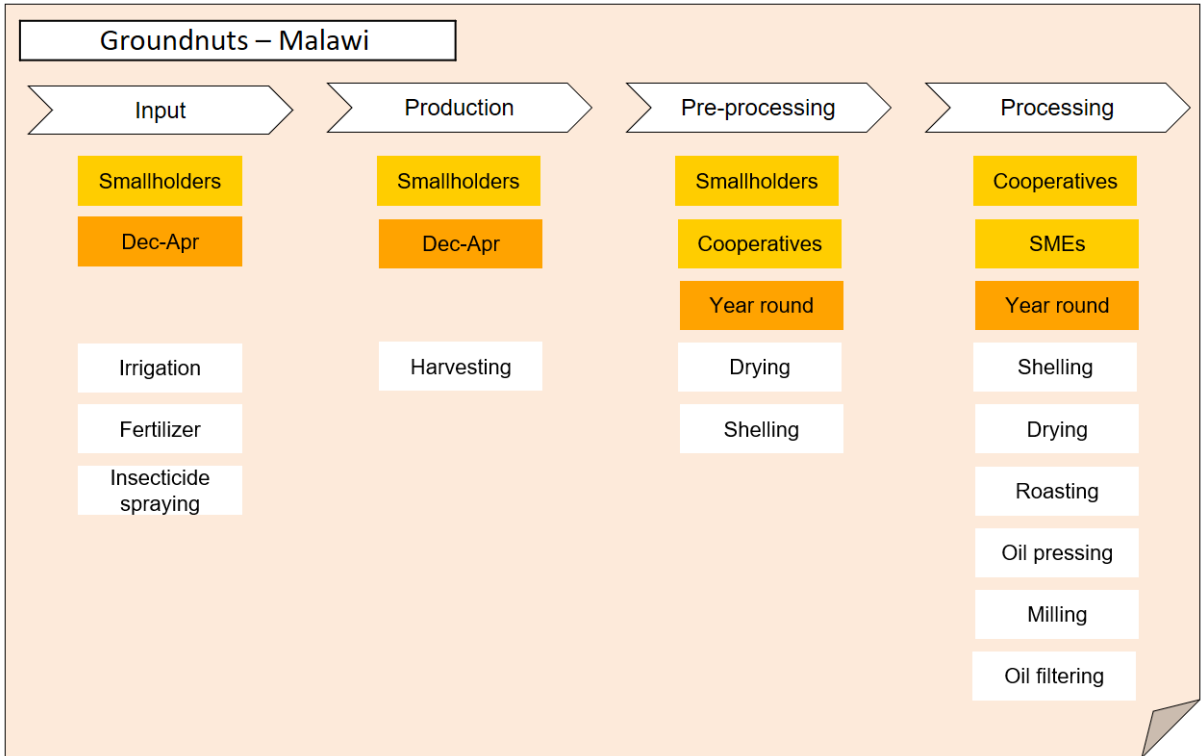 Groundnuts – Malawi
Input
Production
Pre-processing
Processing
Smallholders
Smallholders
Smallholders
Cooperatives
Dec-Apr
Dec-Apr
Cooperatives
SMEs
Year round
Year round
Irrigation
Harvesting
Drying
Shelling
Fertilizer
Shelling
Drying
Insecticide
spraying
Roasting
Oil pressing
Milling
Oil filtering